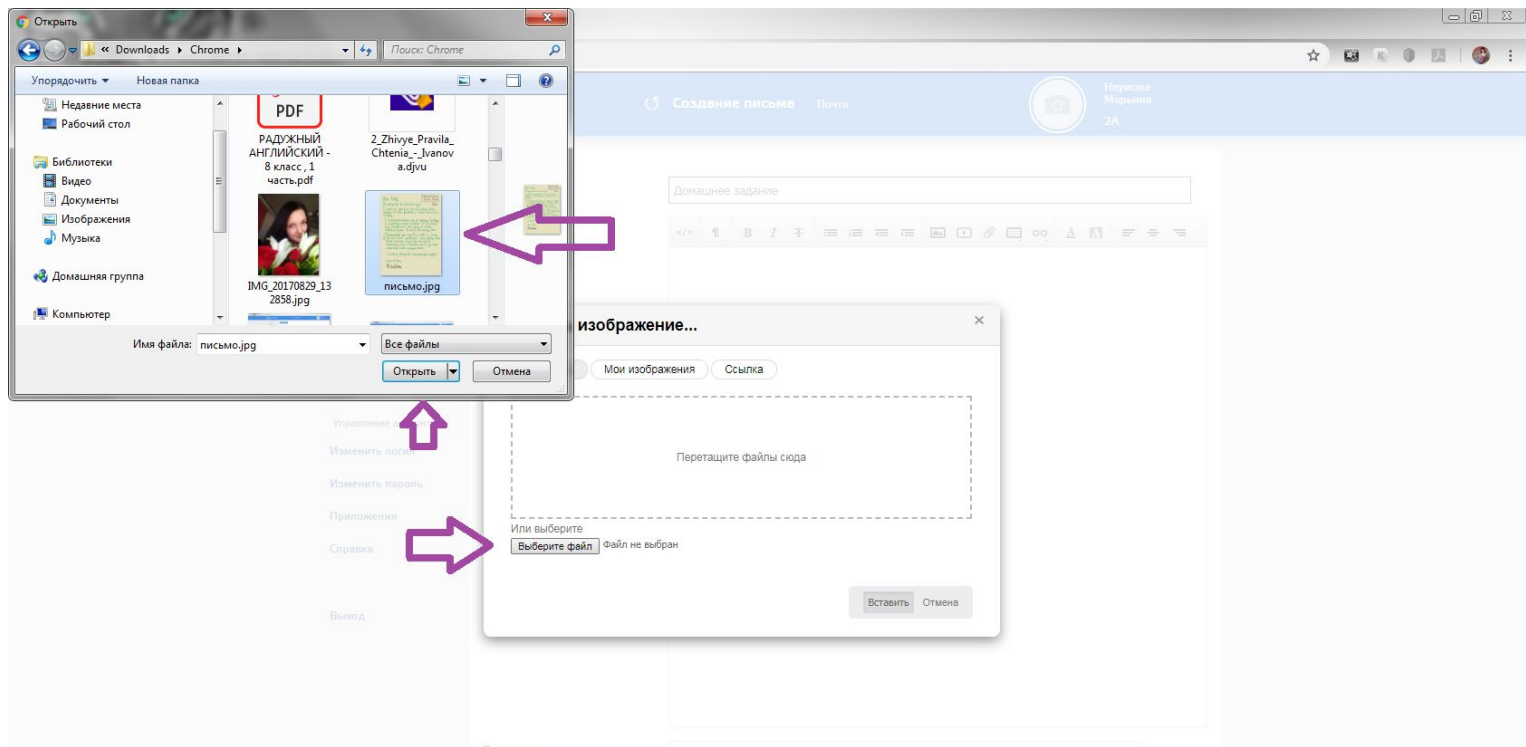 Открыть
« Downloads ▸ Chrome ▸
Поиск: Chrome
Упорядочить ▾ Новая папка
Недавние места
Рабочий стол
Библиотеки
Видео
Документы
Изображения
Музыка
Домашняя группа
Компьютер
PDF
РАДУЖНЫЙ
АНГЛИЙСКИЙ -
8 класс , 1
часть.pdf
2_Zhivye_Pravila_
Chtenia_-_Ivanov
a.djvu
IMG_20170829_13
2858.jpg
письмо.jpg
Имя файла: письмо.jpg
Все файлы
Открыть Отмена
Создание письма Почта
Наумова
Марьяна
2А
Домашнее задание
изображение...
Мои изображения Ссылка
Перетащите файлы сюда
Или выберите
Выберите файл Файл не выбран
Вставить Отмена
Управление
Изменить логин
Изменить пароль
Приложения
Справка
Выход